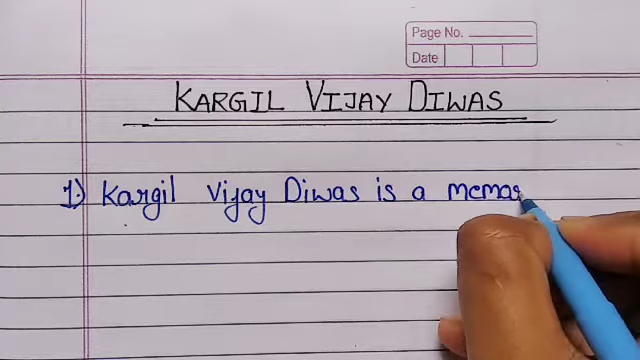 Page No.
Date
KARGIL VIJAY DIWAS
1.) Kargil Vijay Diwas is a